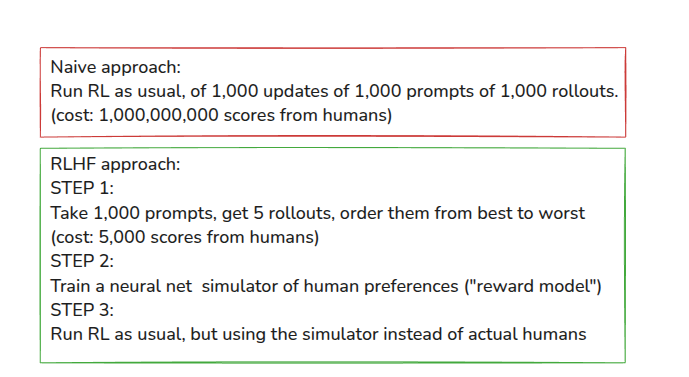 Naive approach:
Run RL as usual, of 1,000 updates of 1,000 prompts of 1,000 rollouts.
(cost: 1,000,000,000 scores from humans)
RLHF approach:
STEP 1:
Take 1,000 prompts, get 5 rollouts, order them from best to worst
(cost: 5,000 scores from humans)
STEP 2:
Train a neural net  simulator of human preferences ("reward model")
STEP 3:
Run RL as usual, but using the simulator instead of actual humans